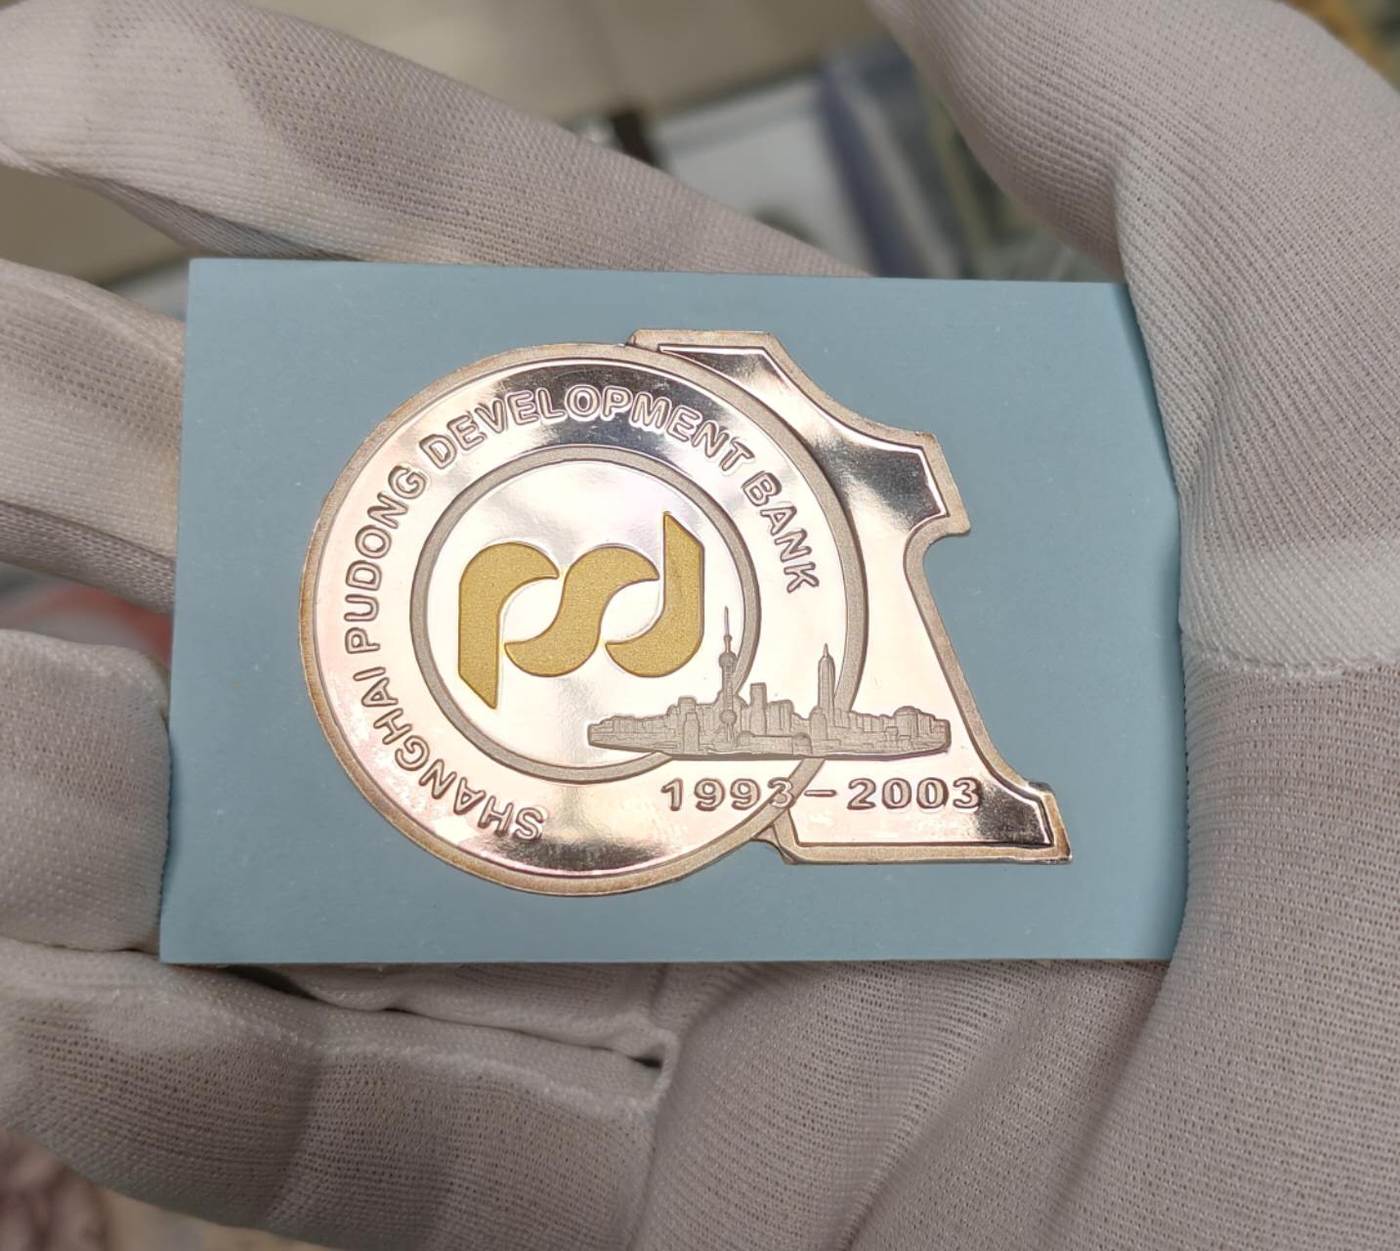 SHANGHAI PUDONG DEVELOPMENT BANK
1993-2003